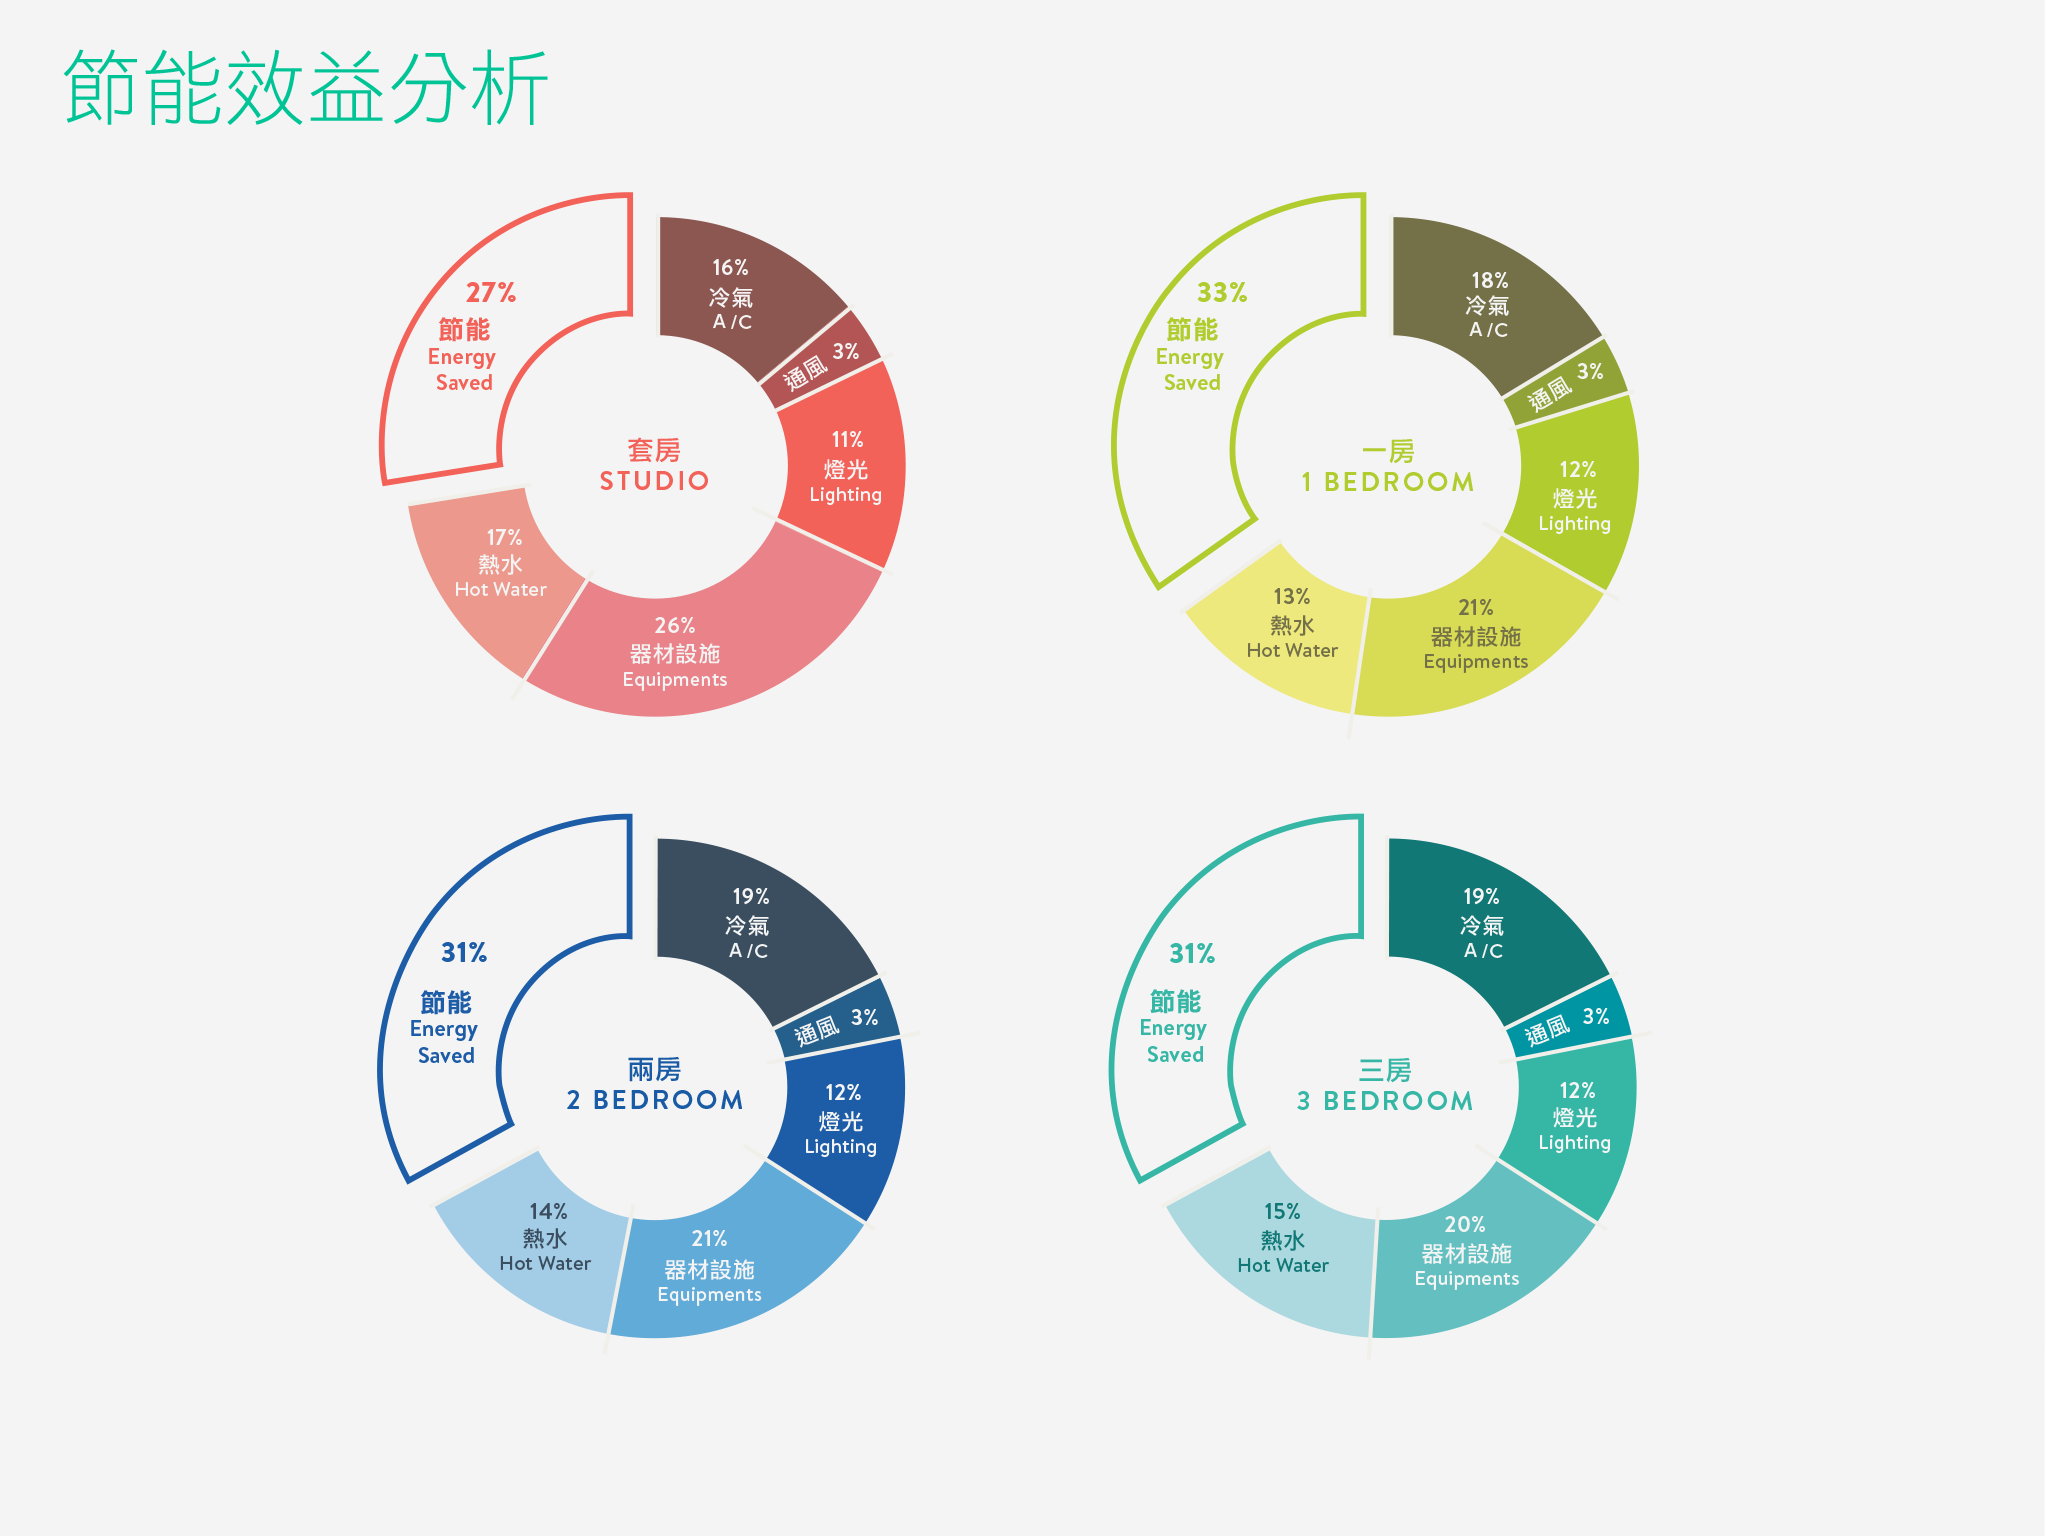 節能效益分析
27%
節能
Energy
Saved
16%
冷氣
A /C
3%
通風
11%
燈光
Lighting
套房
STUDIO
17%
熱水
Hot Water
26%
器材設施
Equipments
33%
節能
Energy
Saved
18%
冷氣
A /C
3%
通風
12%
燈光
Lighting
一房
1 BEDROOM
13%
熱水
Hot Water
21%
器材設施
Equipments
31%
節能
Energy
Saved
19%
冷氣
A /C
3%
通風
12%
燈光
Lighting
兩房
2 BEDROOM
14%
熱水
Hot Water
21%
器材設施
Equipments
31%
節能
Energy
Saved
19%
冷氣
A /C
3%
通風
12%
燈光
Lighting
三房
3 BEDROOM
15%
熱水
Hot Water
20%
器材設施
Equipments